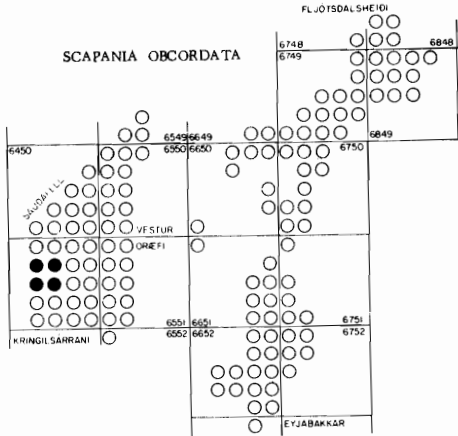 FLJÓTSDALSHEIÐI
SCAPANIA OBCORDATA
6748 6848
6749
6549 6649
6450 6550 6650 6750 6849
VESTUR
ÖRÆFI
6551 6651 6751
KRINGILSÁRRANI 6552 6652 6752
EYJABAKKAR